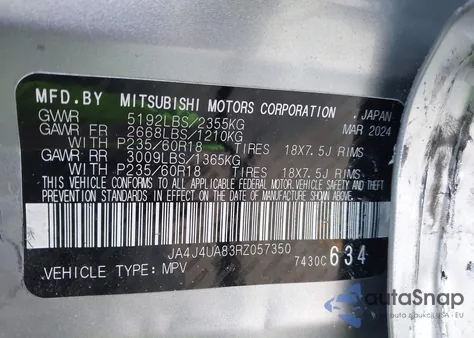 MFD.BY MITSUBISHI MOTORS CORPORATION, JAPAN
GVWR 5192LBS/2355KG MAR 2024
GAWR FR 2668LBS/1210KG
WITH P235/60R18 TIRES 18X7.5J RIMS
GAWR RR 3009LBS/1365KG
WITH P235/60R18 TIRES 18X7.5J RIMS
THIS VEHICLE CONFORMS TO ALL APPLICABLE FEDERAL MOTOR VEHICLE SAFETY, BUMPER AND THEFT
PREVENTION STANDARDS IN EFFECT ON THE DATE OF MANUFACTURE SHOWN ABOVE.
JA4J4UA83RZ057350
VEHICLE TYPE: MPV 7430C 634
autaSnap